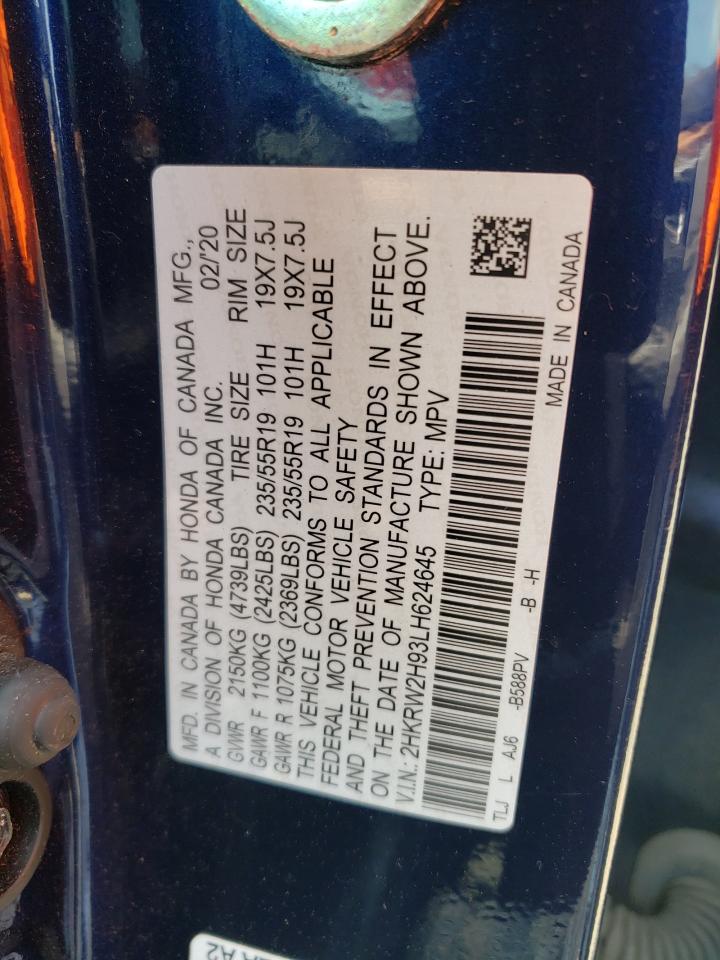 MFD. IN CANADA BY HONDA OF CANADA MFG.,
A DIVISION OF HONDA CANADA INC. 02/'20
GVWR 2150KG (4739LBS) TIRE SIZE RIM SIZE
GAWR F 1100KG (2425LBS) 235/55R19 101H 19X7.5J
GAWR R 1075KG (2369LBS) 235/55R19 101H 19X7.5J
THIS VEHICLE CONFORMS TO ALL APPLICABLE
FEDERAL MOTOR VEHICLE SAFETY
AND THEFT PREVENTION STANDARDS IN EFFECT
ON THE DATE OF MANUFACTURE SHOWN ABOVE.
V.I.N.: 2HKRW2H93LH624645 TYPE: MPV
TLJ L AJ6 -B588PV -B -H MADE IN CANADA
A2